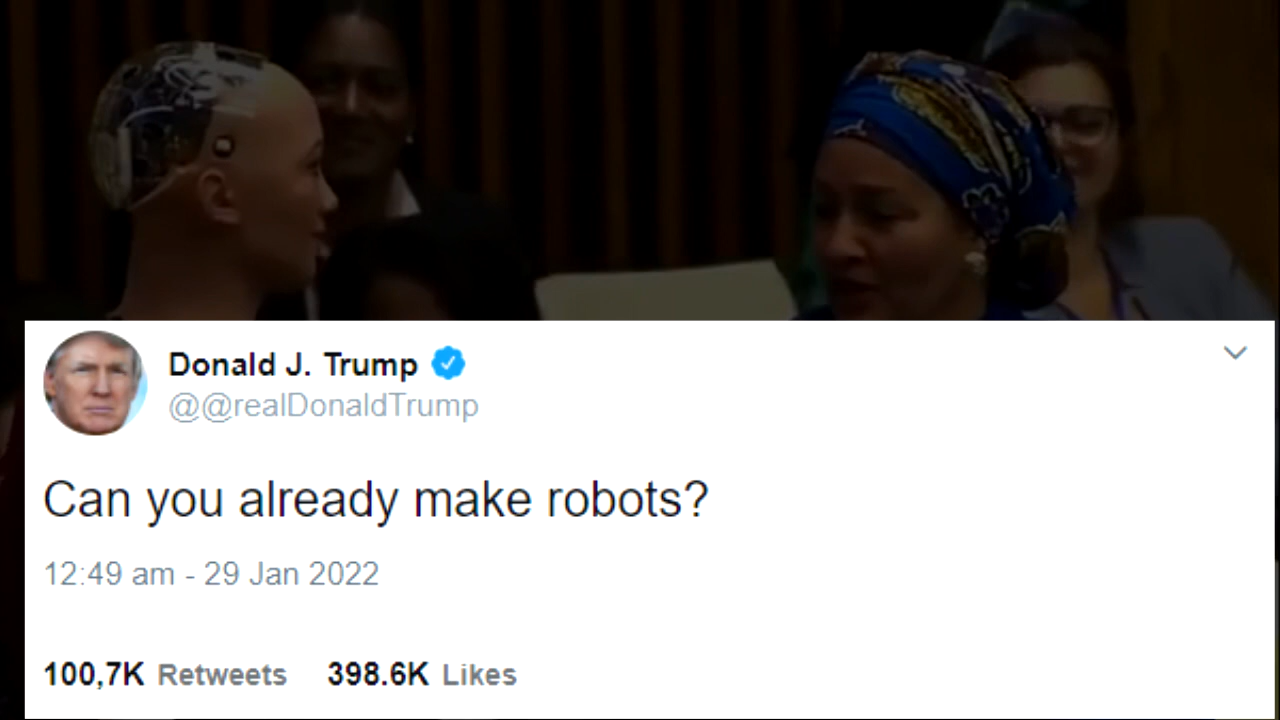 Donald J. Trump
@@realDonaldTrump
Can you already make robots?
12:49 am - 29 Jan 2022
100,7K Retweets 398.6K Likes